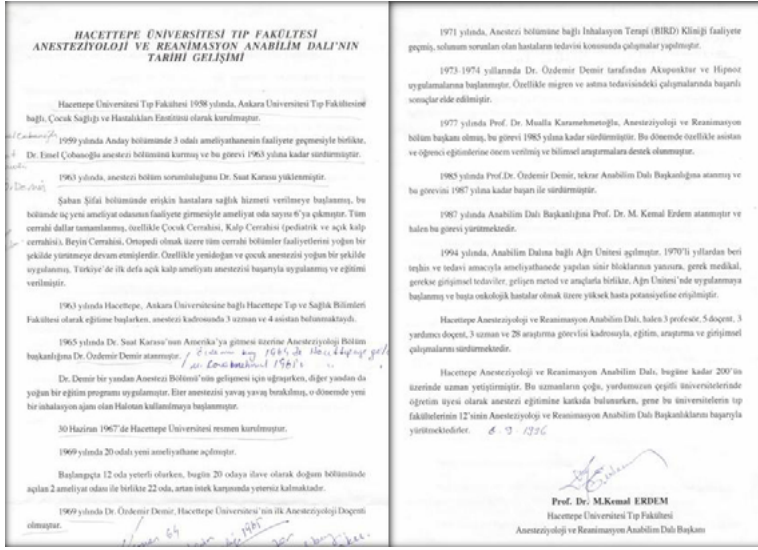 HACETTEPE ÜNİVERSİTESİ TIP FAKÜLTESİ
ANESTEZİYOLOJİ VE REANİMASYON ANABİLİM DALI'NIN
TARİHİ GELİŞİMİ
Hacettepe Üniversitesi Tıp Fakültesi 1958 yılında, Ankara Üniversitesi Tıp Fakültesine
bağlı, Çocuk Sağlığı ve Hastalıkları Enstitüsü olarak kurulmuştur.
1959 yılında Anday bölümünde 3 odalı ameliyathanenin faaliyete geçmesiyle birlikte,
Dr. Emel Çobanoğlu anestezi bölümünü kurmuş ve bu görevi 1963 yılına kadar sürdürmüştür.
1963 yılında, anestezi bölüm sorumluluğunu Dr. Suat Karasu yüklenmiştir.
Şaban Şifai bölümünde erişkin hastalara sağlık hizmeti verilmeye başlanmış, bu
bölümde üç yeni ameliyat odasının faaliyete girmesiyle ameliyat oda sayısı 6'ya çıkmıştır. Tüm
cerrahi dallar tamamlanmış, özellikle Çocuk Cerrahisi, Kalp Cerrahisi (pediatrik ve açık kalp
cerrahisi), Beyin Cerrahisi, Ortopedi olmak üzere tüm cerrahi bölümler faaliyetlerini yoğun bir
şekilde yürütmeye devam etmişlerdir. Özellikle yenidoğan ve çocuk anestezisi yoğun bir şekilde
uygulanmış, Türkiye'de ilk defa açık kalp ameliyatı anestezisi başarıyla uygulanmış ve eğitimi
verilmiştir.
1963 yılında Hacettepe, Ankara Üniversitesine bağlı Hacettepe Tıp ve Sağlık Bilimleri
Fakültesi olarak eğitime başlarken, anestezi kadrosunda 3 uzman ve 4 asistan bulunmaktaydı.
1965 yılında Dr. Suat Karasu'nun Amerika'ya gitmesi üzerine Anesteziyoloji Bölüm
başkanlığına Dr. Özdemir Demir atanmıştır.
Dr. Demir bir yandan Anestezi Bölümü'nün gelişmesi için uğraşırken, diğer yandan da
yoğun bir eğitim programı uygulamıştır. Eter anestezisi yavaş yavaş bırakılmış, o dönemde yeni
bir inhalasyon ajanı olan Halotan kullanılmaya başlanmıştır.
30 Haziran 1967'de Hacettepe Üniversitesi resmen kurulmuştur.
1969 yılında 20 odalı yeni ameliyathane açılmıştır.
Başlangıçta 12 oda yeterli olurken, bugün 20 odaya ilave olarak doğum bölümünde
açılan 2 ameliyat odası ile birlikte 22 oda, artan istek karşısında yetersiz kalmaktadır.
1969 yılında Dr. Özdemir Demir, Hacettepe Üniversitesi'nin ilk Anesteziyoloji Doçenti
olmuştur.
1971 yılında, Anestezi bölümüne bağlı İnhalasyon Terapi (BIRD) Kliniği faaliyete
geçmiş, solunum sorunları olan hastaların tedavisi konusunda çalışmalar yapılmıştır.
1973-1974 yıllarında Dr. Özdemir Demir tarafından Akupunktur ve Hipnoz
uygulamalarına başlanmıştır. Özellikle migren ve astma tedavisindeki çalışmalarında başarılı
sonuçlar elde edilmiştir.
1977 yılında Prof. Dr. Mualla Karamehmetoğlu, Anesteziyoloji ve Reanimasyon
bölüm başkanı olmuş, bu görevi 1985 yılına kadar sürdürmüştür. Bu dönemde özellikle asistan
ve öğrenci eğitimlerine önem verilmiş ve bilimsel araştırmalara destek olunmuştur.
1985 yılında Prof.Dr. Özdemir Demir, tekrar Anabilim Dalı Başkanlığına atanmış ve
bu görevini 1987 yılına kadar başarı ile sürdürmüştür.
1987 yılında Anabilim Dalı Başkanlığına Prof. Dr. M. Kemal Erdem atanmıştır ve
halen bu görevi yürütmektedir.
1994 yılında, Anabilim Dalına bağlı Ağrı Ünitesi açılmıştır. 1970'li yıllardan beri
teşhis ve tedavi amacıyla ameliyathanede yapılan sinir bloklarının yanısıra, gerek medikal,
gerekse girişimsel tedaviler, gelişen metod ve araçlarla birlikte, Ağrı Ünitesi'nde uygulanmaya
başlanmış ve başta onkolojik hastalar olmak üzere yüksek hasta potansiyeline erişilmiştir.
Hacettepe Anesteziyoloji ve Reanimasyon Anabilim Dalı, halen 3 profesör, 5 doçent, 3
yardımcı doçent, 3 uzman ve 28 araştırma görevlisi kadrosuyla, eğitim, araştırma ve girişimsel
çalışmalarını sürdürmektedir.
Hacettepe Anesteziyoloji ve Reanimasyon Anabilim Dalı, bugüne kadar 200'ün
üzerinde uzman yetiştirmiştir. Bu uzmanların çoğu, yurdumuzun çeşitli üniversitelerinde
öğretim üyesi olarak anestezi eğitimine katkıda bulunurken, gene bu üniversitelerin tıp
fakültelerinin 12'sinin Anesteziyoloji ve Reanimasyon Anabilim Dalı Başkanlıklarını başarıyla
yürütmektedirler. 6.9.1996
Prof. Dr. M.Kemal ERDEM
Hacettepe Üniversitesi Tıp Fakültesi
Anesteziyoloji ve Reanimasyon Anabilim Dalı Başkanı